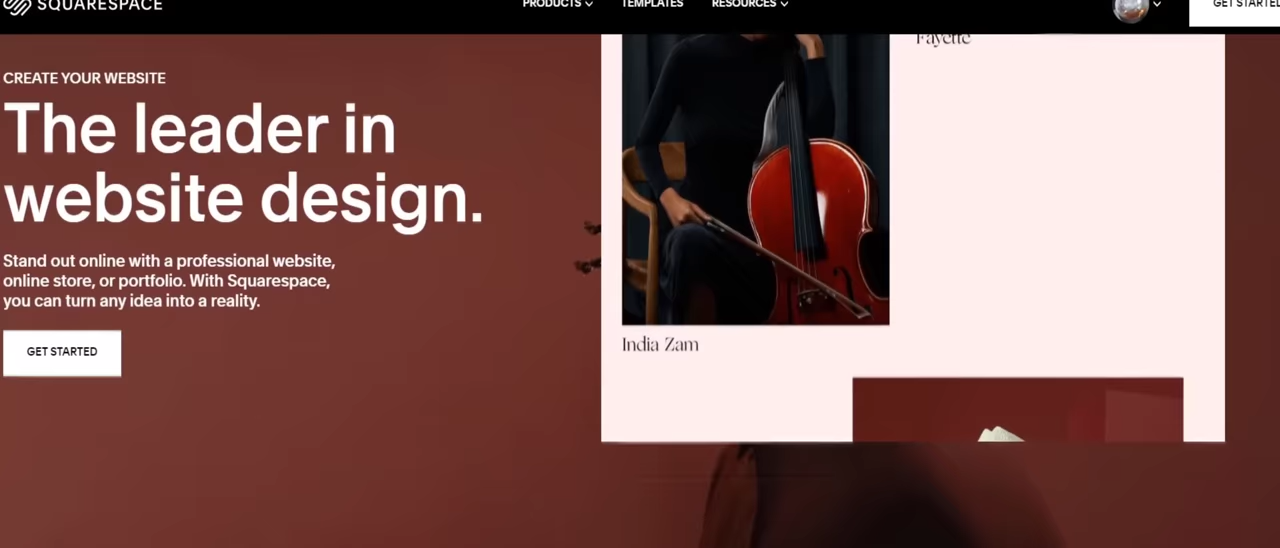 SQUARESPACE
PRODUCTS
TEMPLATES
RESOURCES
GET STARTED
CREATE YOUR WEBSITE
The leader in
website design.
Stand out online with a professional website,
online store, or portfolio. With Squarespace,
you can turn any idea into a reality.
GET STARTED
Fayette
India Zam